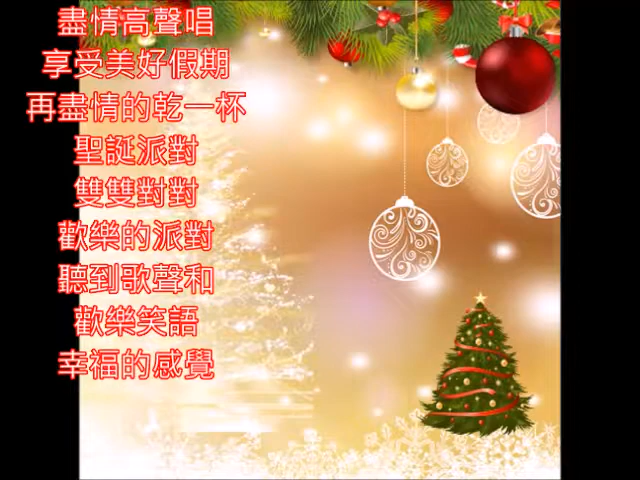 盡情高聲唱
享受美好假期
再盡情的乾一杯
聖誕派對
雙雙對對
歡樂的派對
聽到歌聲和
歡樂笑語
幸福的感覺